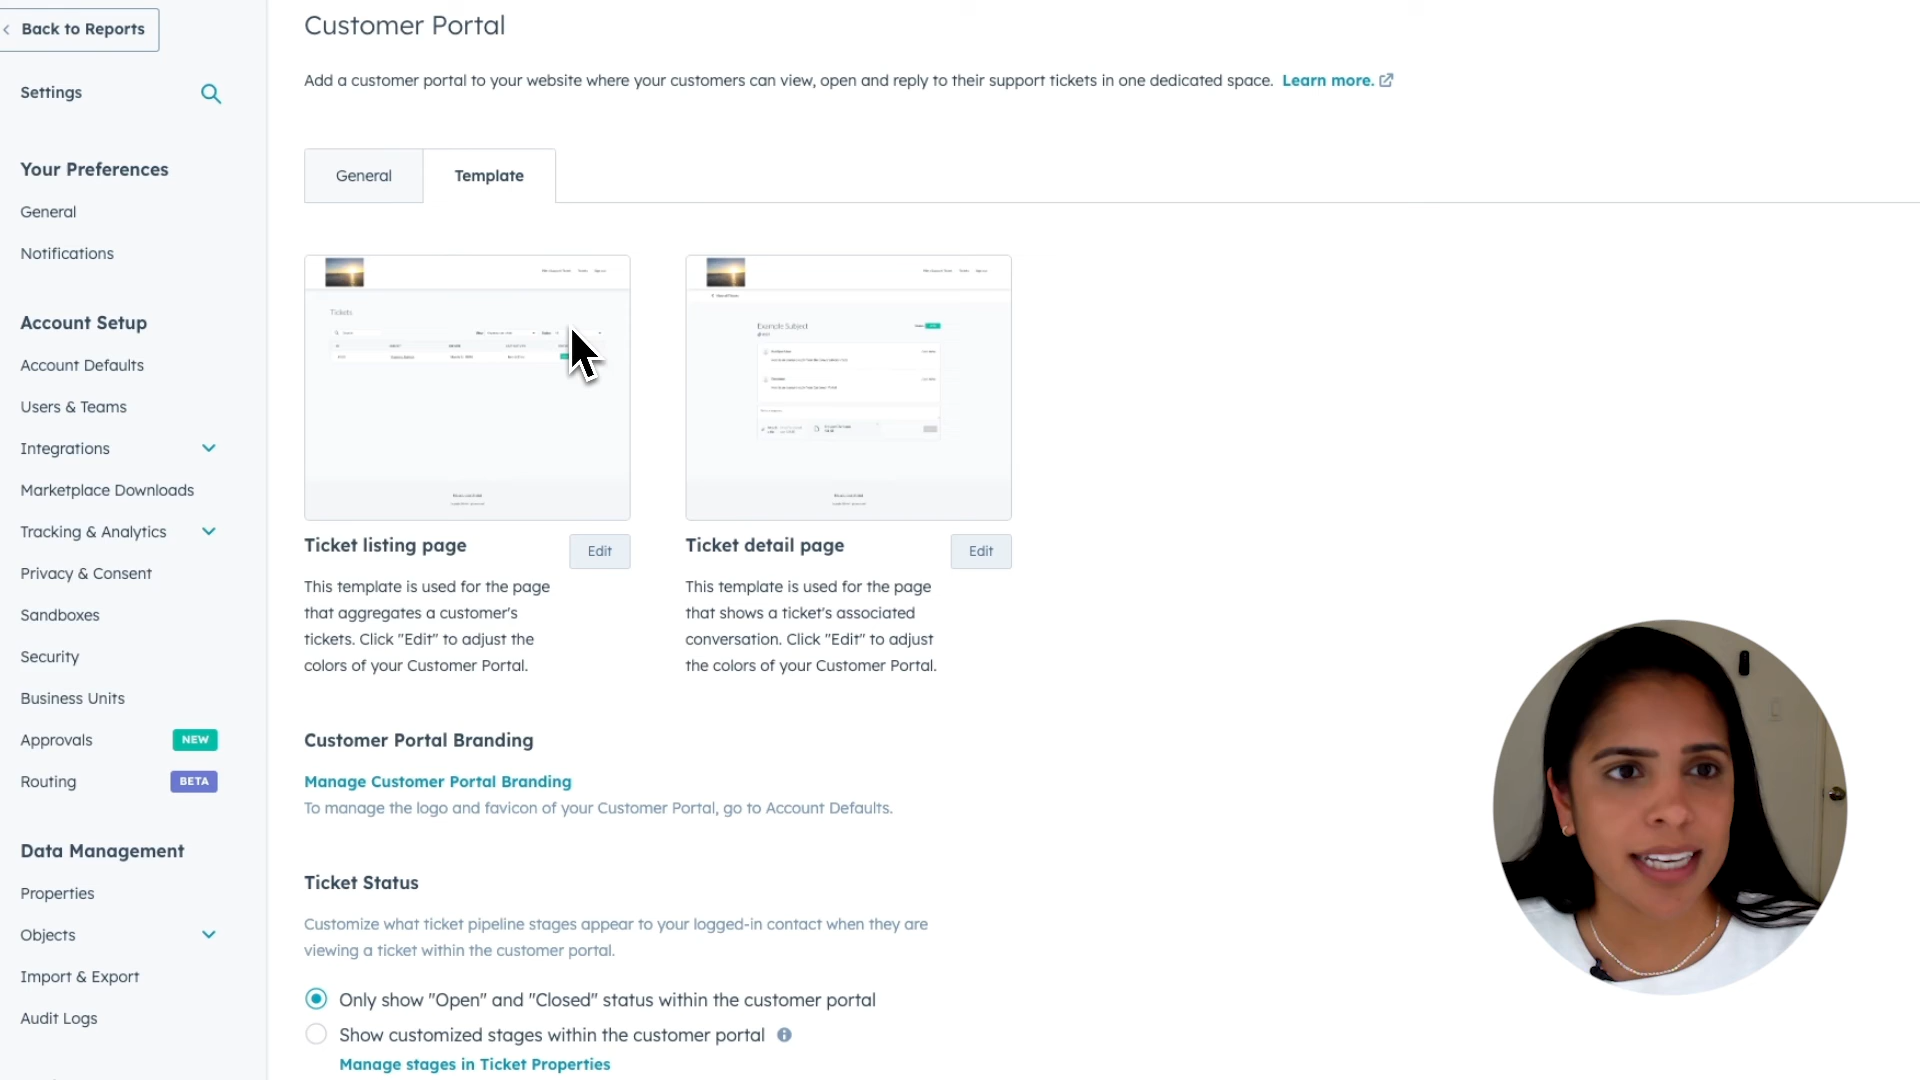 Back to Reports
Settings
Your Preferences
General
Notifications
Account Setup
Account Defaults
Users & Teams
Integrations
Marketplace Downloads
Tracking & Analytics
Privacy & Consent
Sandboxes
Security
Business Units
Approvals NEW
Routing BETA
Data Management
Properties
Objects
Import & Export
Audit Logs
Customer Portal
Add a customer portal to your website where your customers can view, open and reply to their support tickets in one dedicated space. Learn more.
General Template
Tickets
Example Subject
Ticket listing page Edit
This template is used for the page
that aggregates a customer's
tickets. Click "Edit" to adjust the
colors of your Customer Portal.
Ticket detail page Edit
This template is used for the page
that shows a ticket's associated
conversation. Click "Edit" to adjust
the colors of your Customer Portal.
Customer Portal Branding
Manage Customer Portal Branding
To manage the logo and favicon of your Customer Portal, go to Account Defaults.
Ticket Status
Customize what ticket pipeline stages appear to your logged-in contact when they are
viewing a ticket within the customer portal.
Only show "Open" and "Closed" status within the customer portal
Show customized stages within the customer portal
Manage stages in Ticket Properties